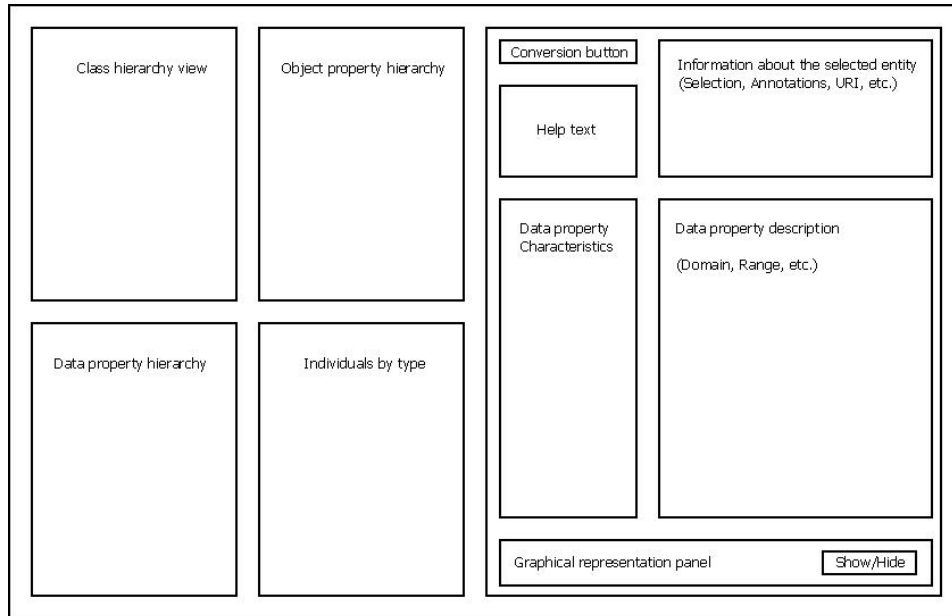 Class hierarchy view
Object property hierarchy
Data property hierarchy
Individuals by type
Conversion button
Help text
Information about the selected entity
(Selection, Annotations, URI, etc.)
Data property
Characteristics
Data property description
(Domain, Range, etc.)
Graphical representation panel
Show/Hide